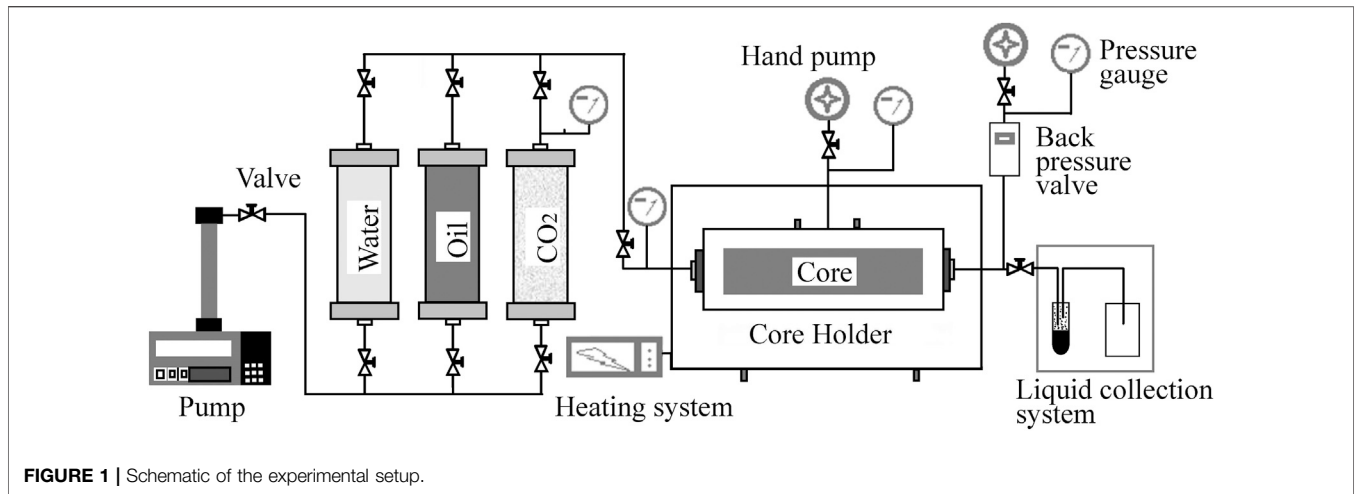 Hand pump
Pressure
gauge
Back
pressure
valve
Valve
Water
Oil
CO2
Core
Core Holder
Pump
Heating system
Liquid collection
system
FIGURE 1 | Schematic of the experimental setup.